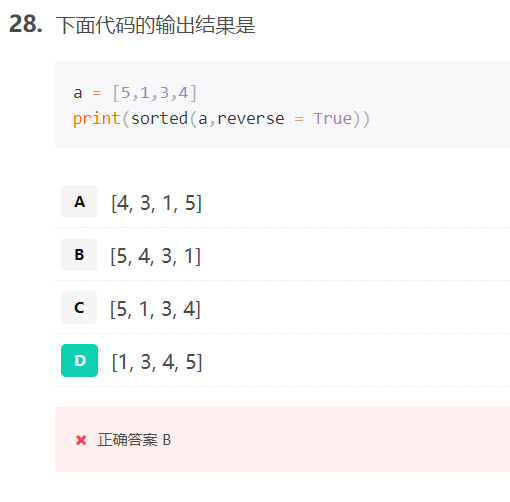 28. 下面代码的输出结果是
a = [5,1,3,4]
print(sorted(a,reverse = True))
A [4, 3, 1, 5]
B [5, 4, 3, 1]
C [5, 1, 3, 4]
D [1, 3, 4, 5]
✖ 正确答案 B